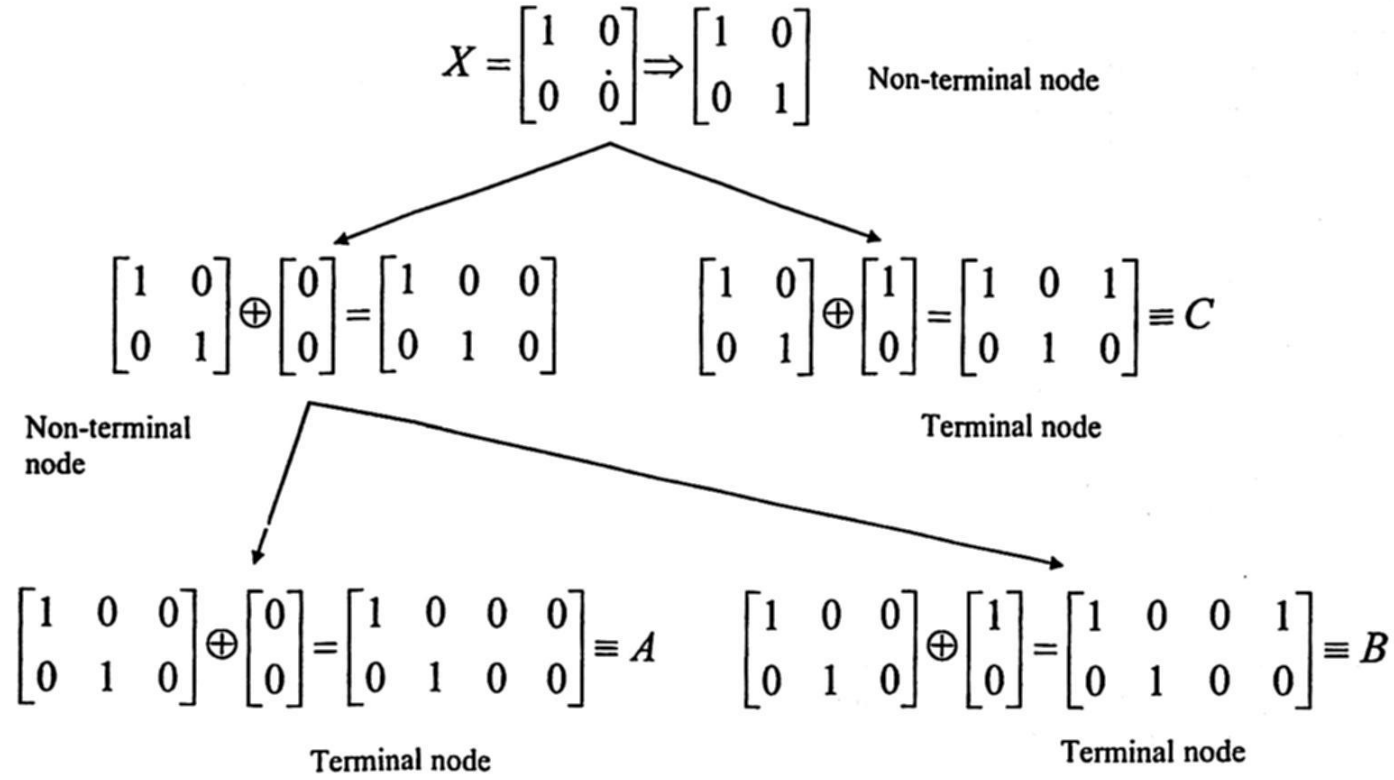 X = [1 0; 0 0] ⇒ [1 0; 0 1] Non-terminal node
[1 0; 0 1] ⊕ [0; 0] = [1 0 0; 0 1 0]
[1 0; 0 1] ⊕ [1; 0] = [1 0 1; 0 1 0] ≡ C
Non-terminal
node
Terminal node
[1 0 0; 0 1 0] ⊕ [0; 0] = [1 0 0 0; 0 1 0 0] ≡ A
[1 0 0; 0 1 0] ⊕ [1; 0] = [1 0 0 1; 0 1 0 0] ≡ B
Terminal node
Terminal node